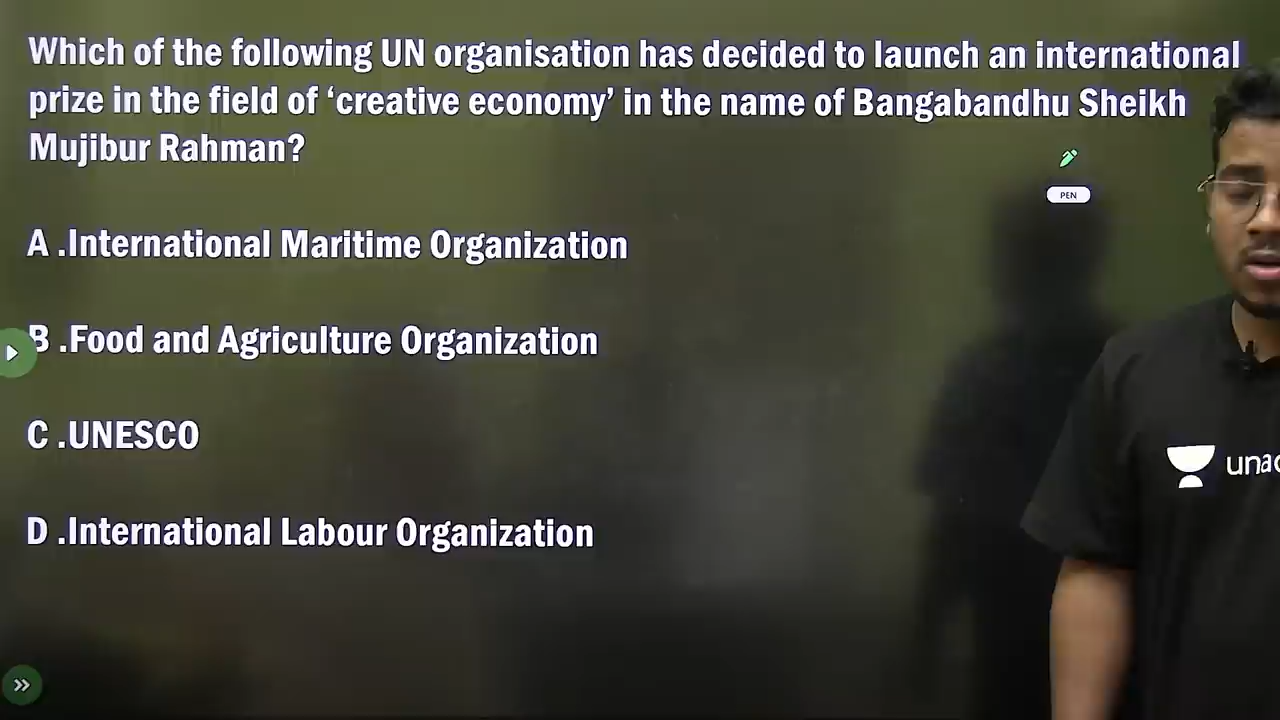 Which of the following UN organisation has decided to launch an international
prize in the field of ‘creative economy’ in the name of Bangabandhu Sheikh
Mujibur Rahman?
PEN
A .International Maritime Organization
B .Food and Agriculture Organization
C .UNESCO
unac
D .International Labour Organization